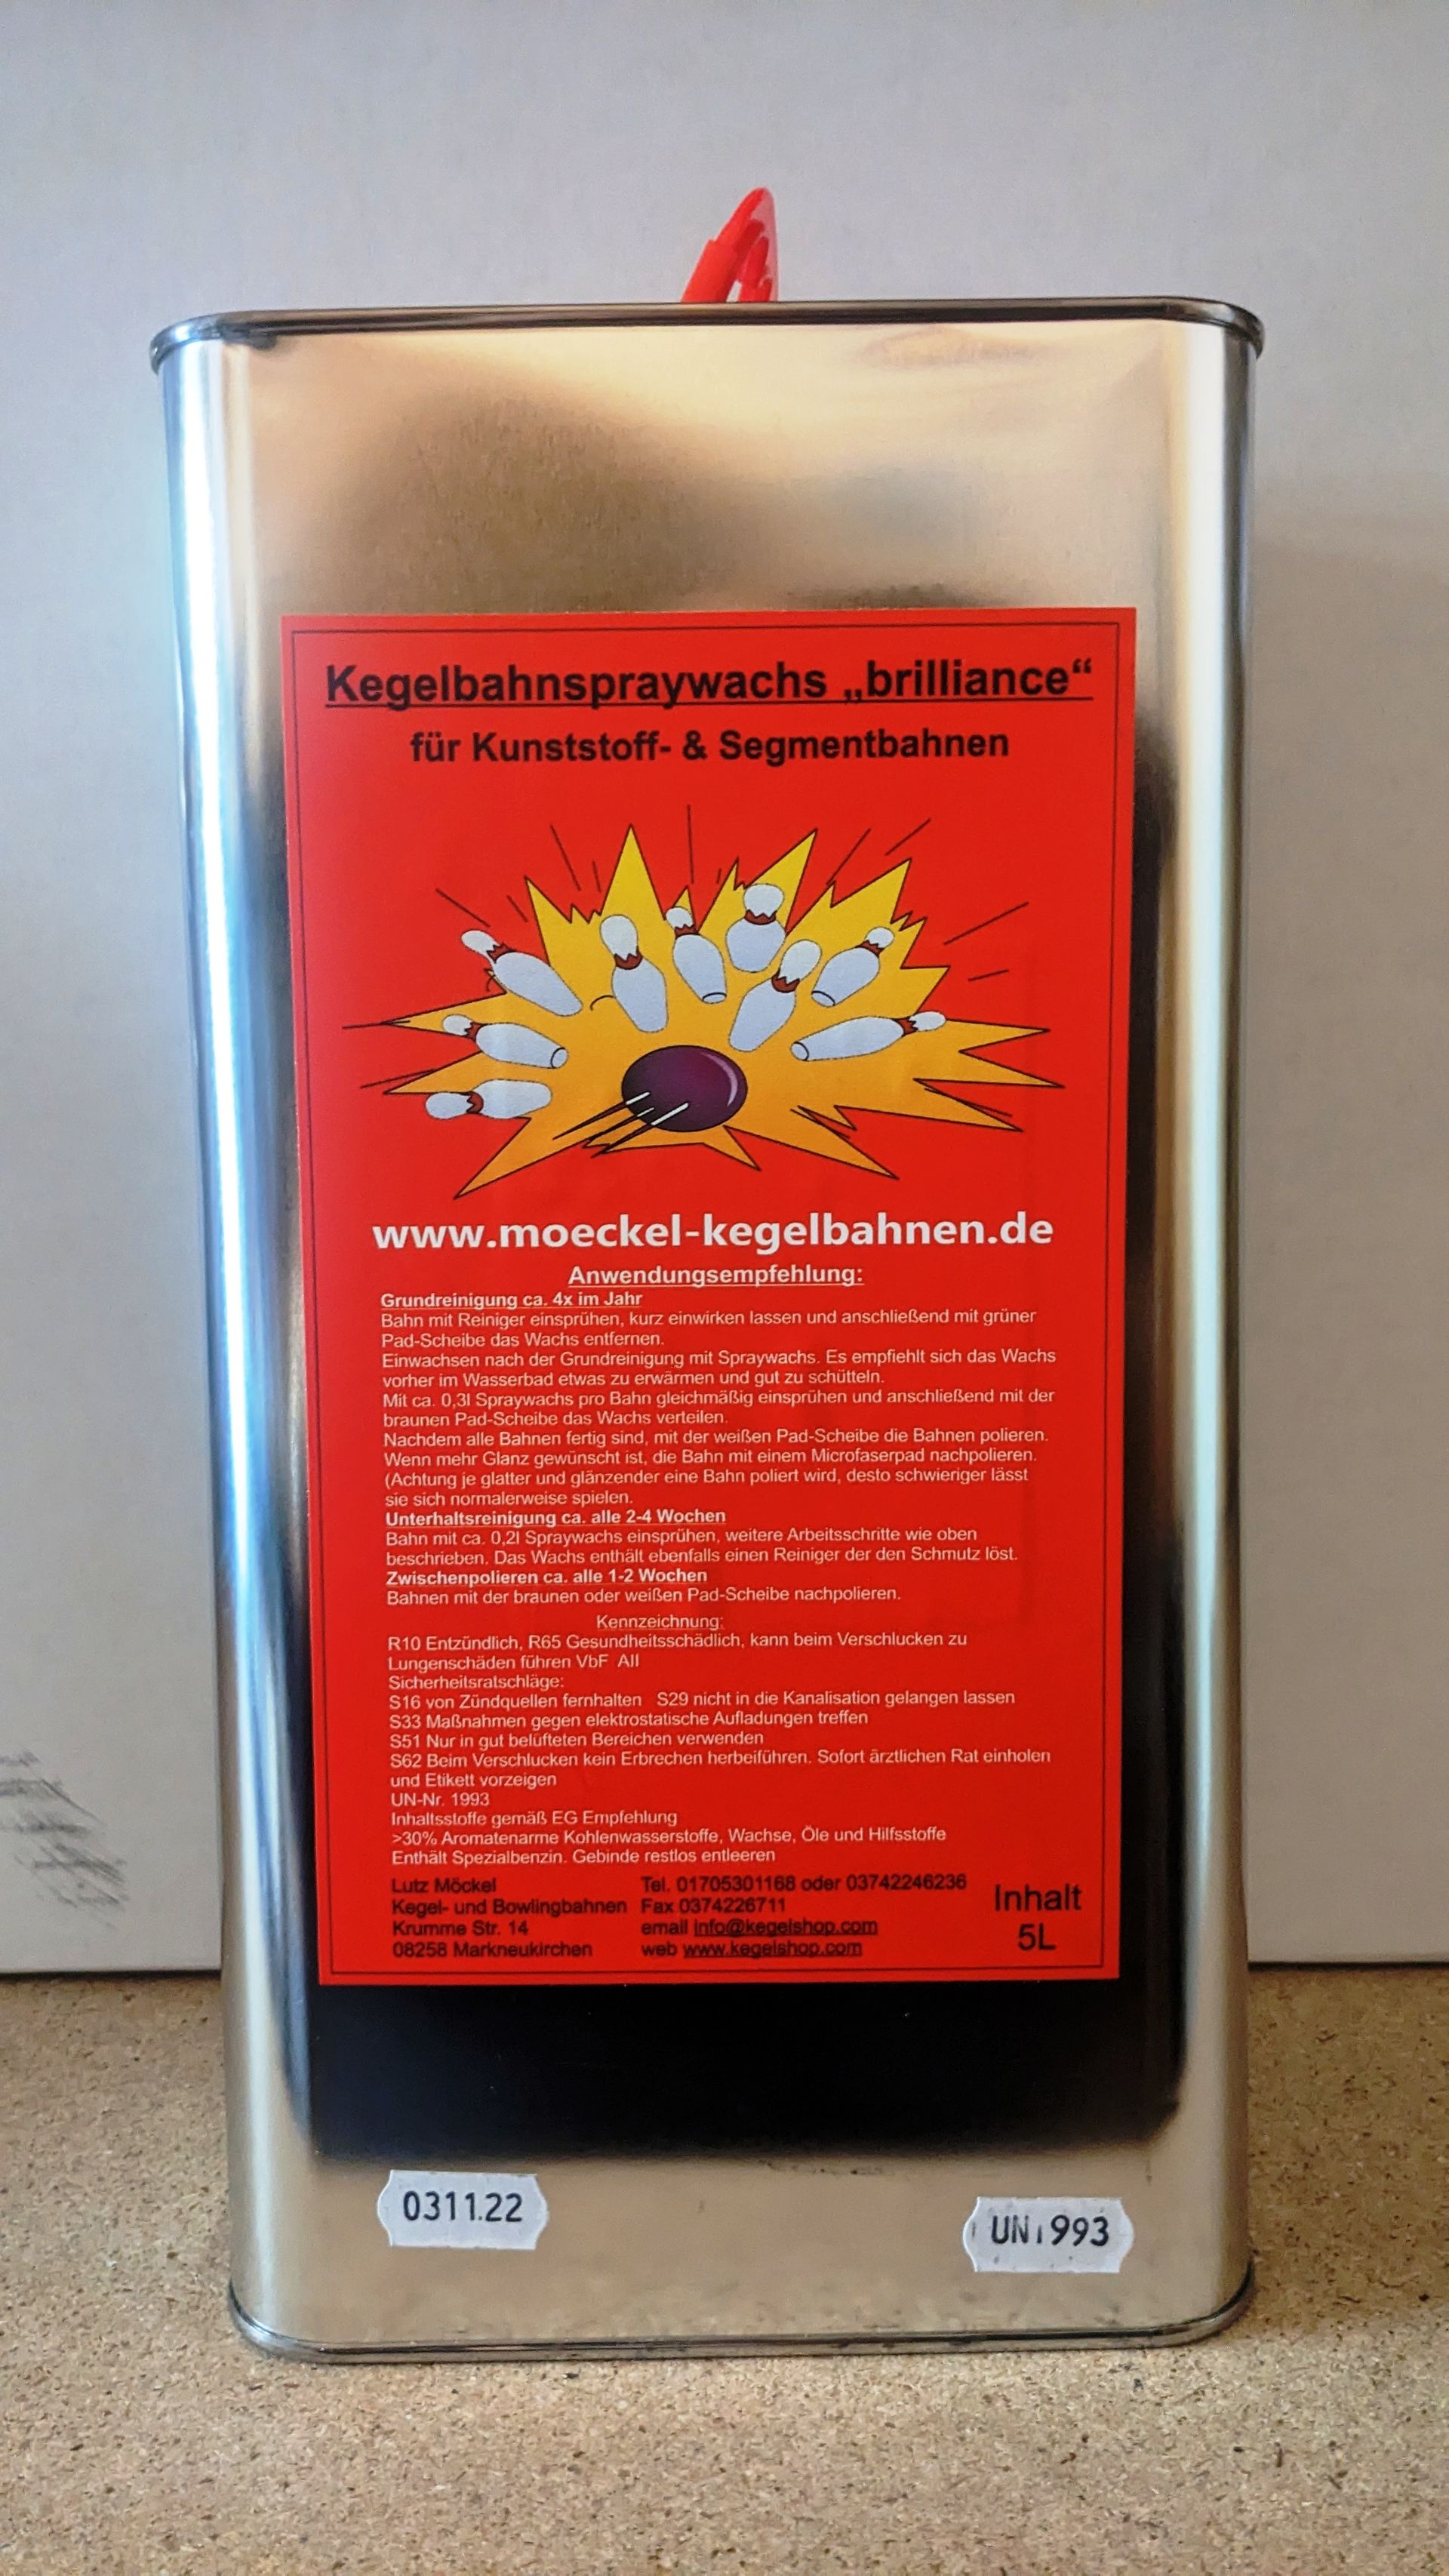 Kegelbahnspraywachs „brilliance“
für Kunststoff- & Segmentbahnen
www.moeckel-kegelbahnen.de
Anwendungsempfehlung:
Grundreinigung ca. 4x im Jahr
Bahn mit Reiniger einsprühen, kurz einwirken lassen und anschließend mit grüner
Pad-Scheibe das Wachs entfernen.
Einwachsen nach der Grundreinigung mit Spraywachs. Es empfiehlt sich das Wachs
vorher im Wasserbad etwas zu erwärmen und gut zu schütteln.
Mit ca. 0,3l Spraywachs pro Bahn gleichmäßig einsprühen und anschließend mit der
braunen Pad-Scheibe das Wachs verteilen.
Nachdem alle Bahnen fertig sind, mit der weißen Pad-Scheibe die Bahnen polieren.
Wenn mehr Glanz gewünscht ist, die Bahn mit einem Microfaserpad nachpolieren.
(Achtung je glatter und glänzender eine Bahn poliert wird, desto schwieriger lässt
sie sich normalerweise spielen.
Unterhaltsreinigung ca. alle 2-4 Wochen
Bahn mit ca. 0,2l Spraywachs einsprühen, weitere Arbeitsschritte wie oben
beschrieben. Das Wachs enthält ebenfalls einen Reiniger der den Schmutz löst.
Zwischenpolieren ca. alle 1-2 Wochen
Bahnen mit der braunen oder weißen Pad-Scheibe nachpolieren.
Kennzeichnung:
R10 Entzündlich, R65 Gesundheitsschädlich, kann beim Verschlucken zu
Lungenschäden führen VbF AII
Sicherheitsratschläge:
S16 von Zündquellen fernhalten S29 nicht in die Kanalisation gelangen lassen
S33 Maßnahmen gegen elektrostatische Aufladungen treffen
S51 Nur in gut belüfteten Bereichen verwenden
S62 Beim Verschlucken kein Erbrechen herbeiführen. Sofort ärztlichen Rat einholen
und Etikett vorzeigen
UN-Nr. 1993
Inhaltsstoffe gemäß EG Empfehlung
>30% Aromatenarme Kohlenwasserstoffe, Wachse, Öle und Hilfsstoffe
Enthält Spezialbenzin. Gebinde restlos entleeren
Lutz Möckel Tel. 01705301168 oder 03742246236
Kegel- und Bowlingbahnen Fax 0374226711
Krumme Str. 14 email info@kegelshop.com
08258 Markneukirchen web www.kegelshop.com
Inhalt
5L
0311.22
UN1993